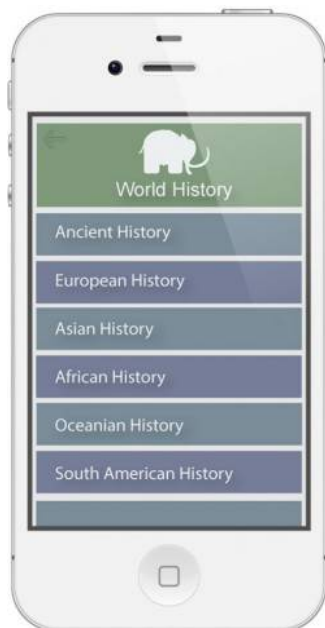 World History
Ancient History
European History
Asian History
African History
Oceanian History
South American History